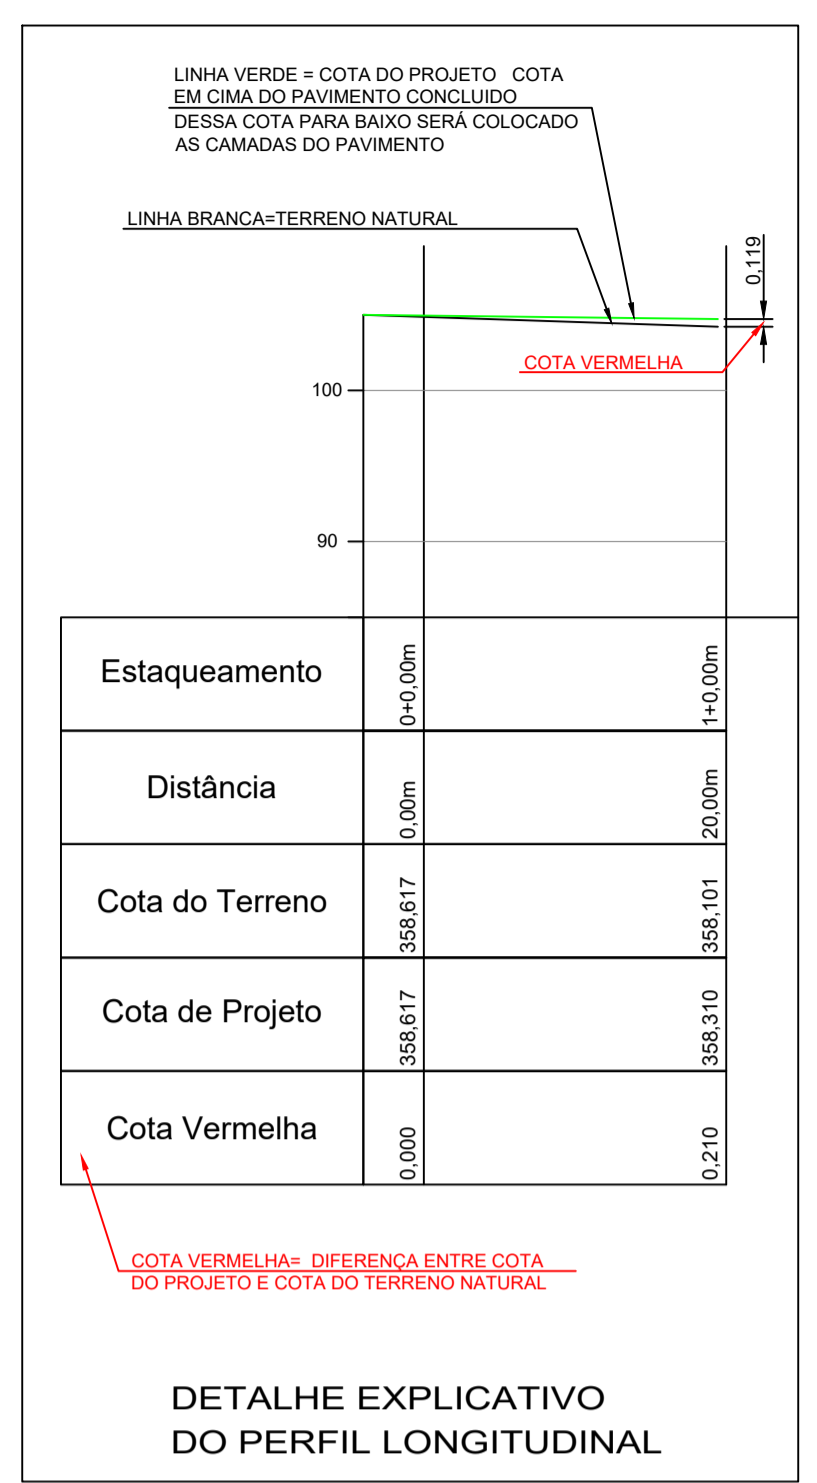 LINHA VERDE = COTA DO PROJETO COTA
EM CIMA DO PAVIMENTO CONCLUIDO
DESSA COTA PARA BAIXO SERÁ COLOCADO
AS CAMADAS DO PAVIMENTO
LINHA BRANCA=TERRENO NATURAL
0,119
COTA VERMELHA
100
90
Estaqueamento
0+0,00m
1+0,00m
Distância
0,00m
20,00m
Cota do Terreno
358,617
358,101
Cota de Projeto
358,617
358,310
Cota Vermelha
0,000
0,210
COTA VERMELHA= DIFERENÇA ENTRE COTA
DO PROJETO E COTA DO TERRENO NATURAL
DETALHE EXPLICATIVO
DO PERFIL LONGITUDINAL